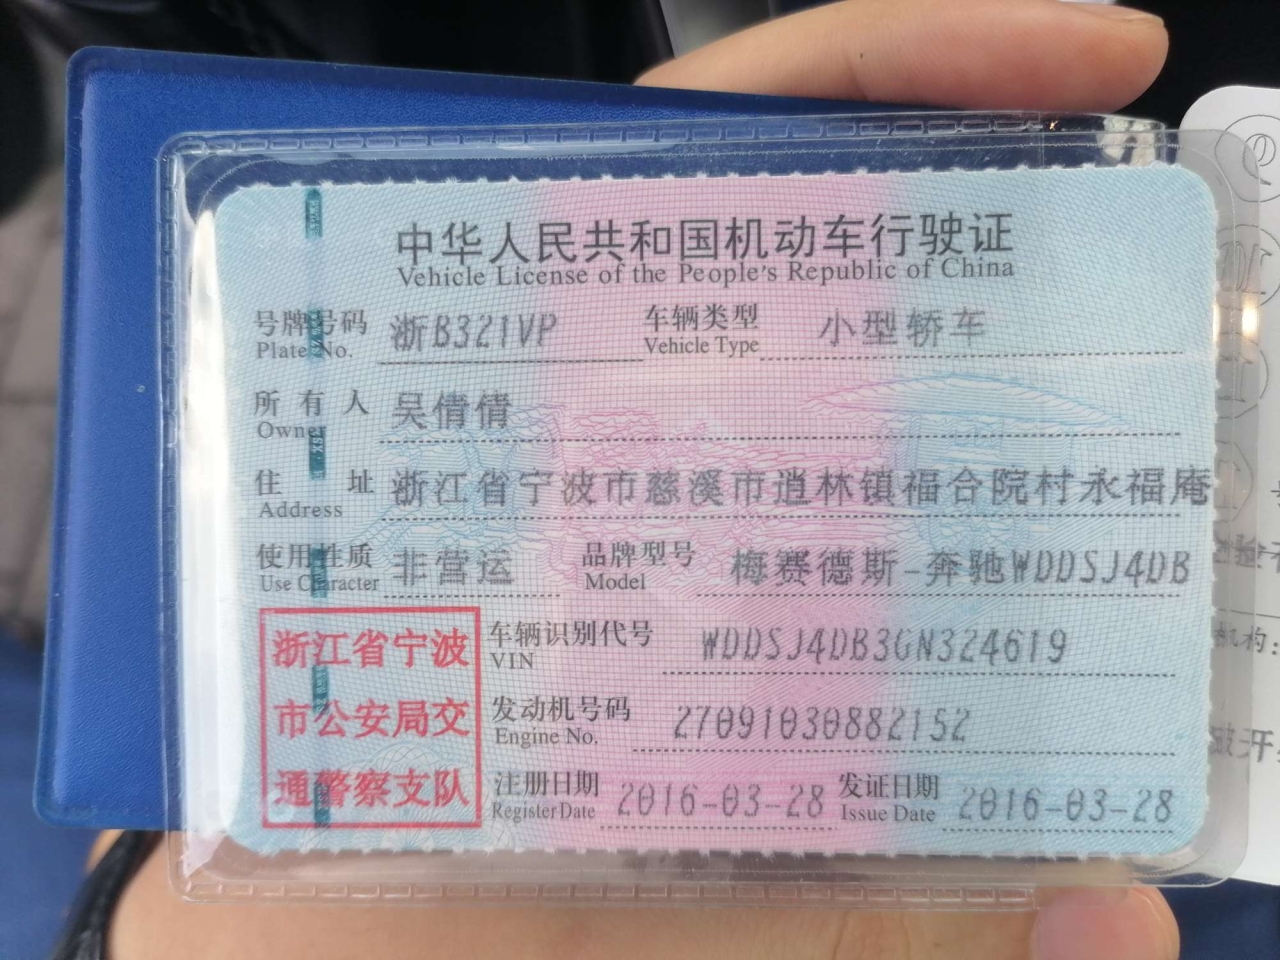 中华人民共和国机动车行驶证
Vehicle License of the People's Republic of China
号牌号码 浙B321VP 车辆类型 小型轿车
Plate No. Vehicle Type
所有人 吴倩倩
Owner
住址 浙江省宁波市慈溪市逍林镇福合院村永福庵
Address
使用性质 非营运 品牌型号 梅赛德斯-奔驰WDDSJ4DB
Use Character Model
浙江省宁波
市公安局交
通警察支队
车辆识别代号 WDDSJ4DB3GN324619
VIN
发动机号码 27091030882152
Engine No.
注册日期 2016-03-28 发证日期 2016-03-28
Register Date Issue Date